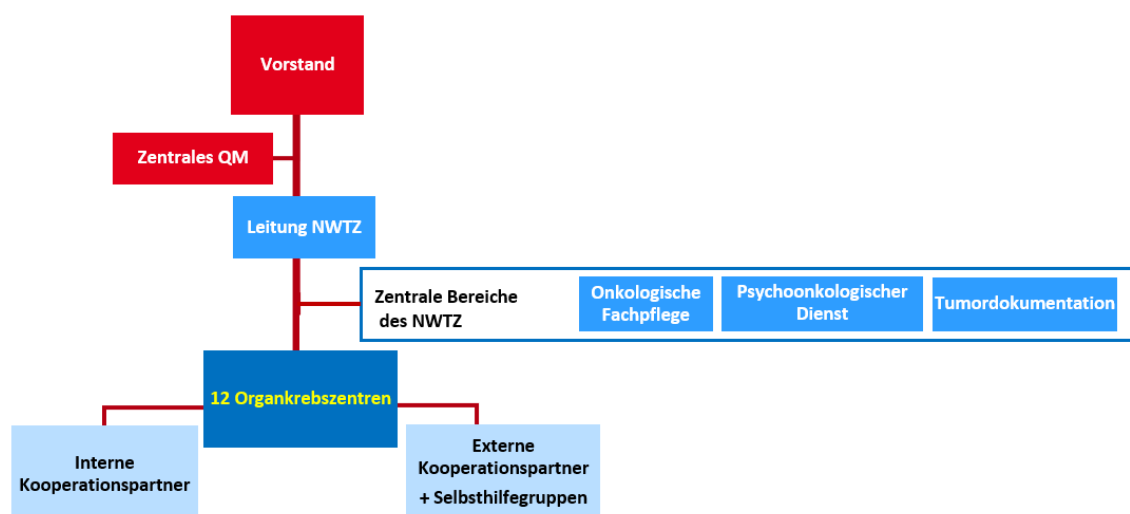 Vorstand
Zentrales QM
Leitung NWTZ
Zentrale Bereiche
des NWTZ
Onkologische
Fachpflege
Psychoonkologischer
Dienst
Tumordokumentation
12 Organkrebszentren
Interne
Kooperationspartner
Externe
Kooperationspartner
+ Selbsthilfegruppen